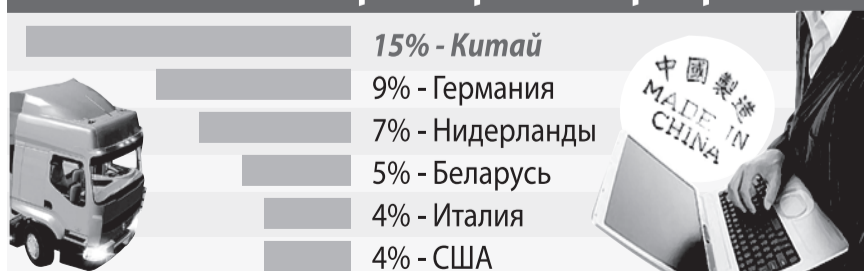 15% - Китай
9% - Германия
7% - Нидерланды
5% - Беларусь
4% - Италия
4% - США
中國製造
MADE IN
CHINA